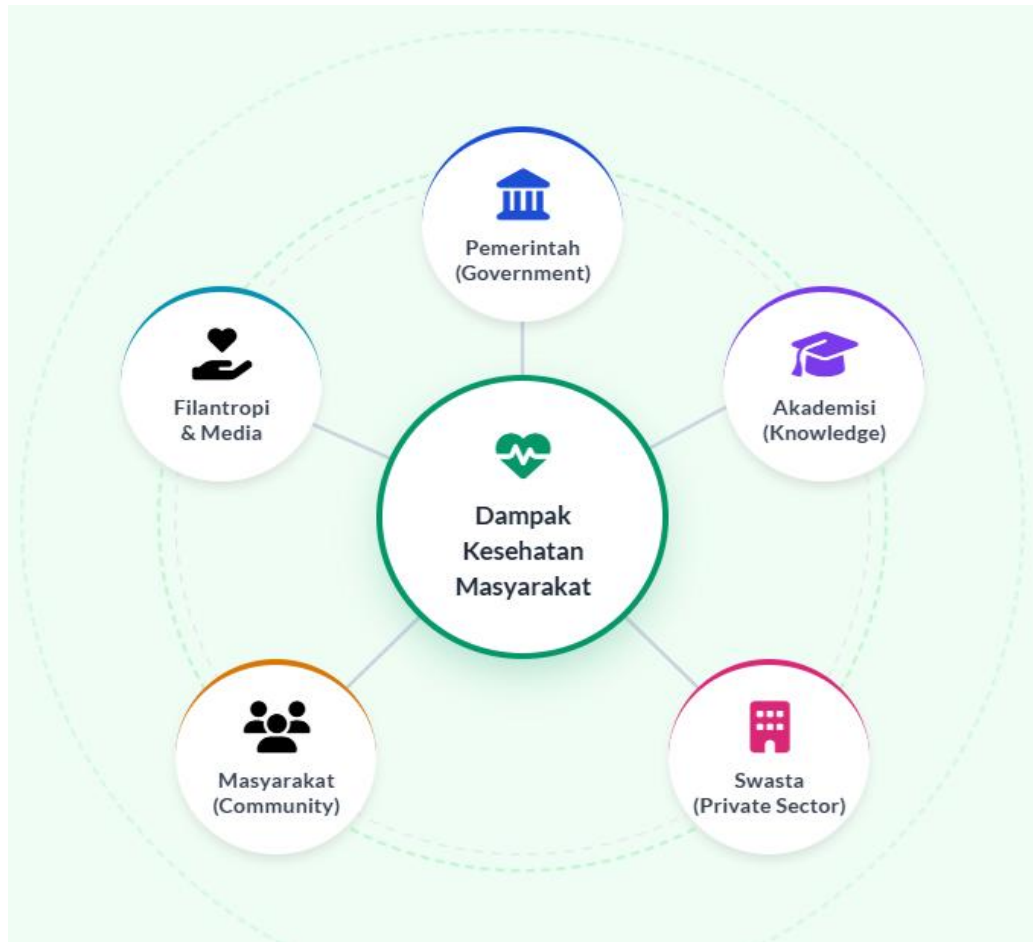 Pemerintah
(Government)
Filantropi
& Media
Akademisi
(Knowledge)
Dampak
Kesehatan
Masyarakat
Masyarakat
(Community)
Swasta
(Private Sector)